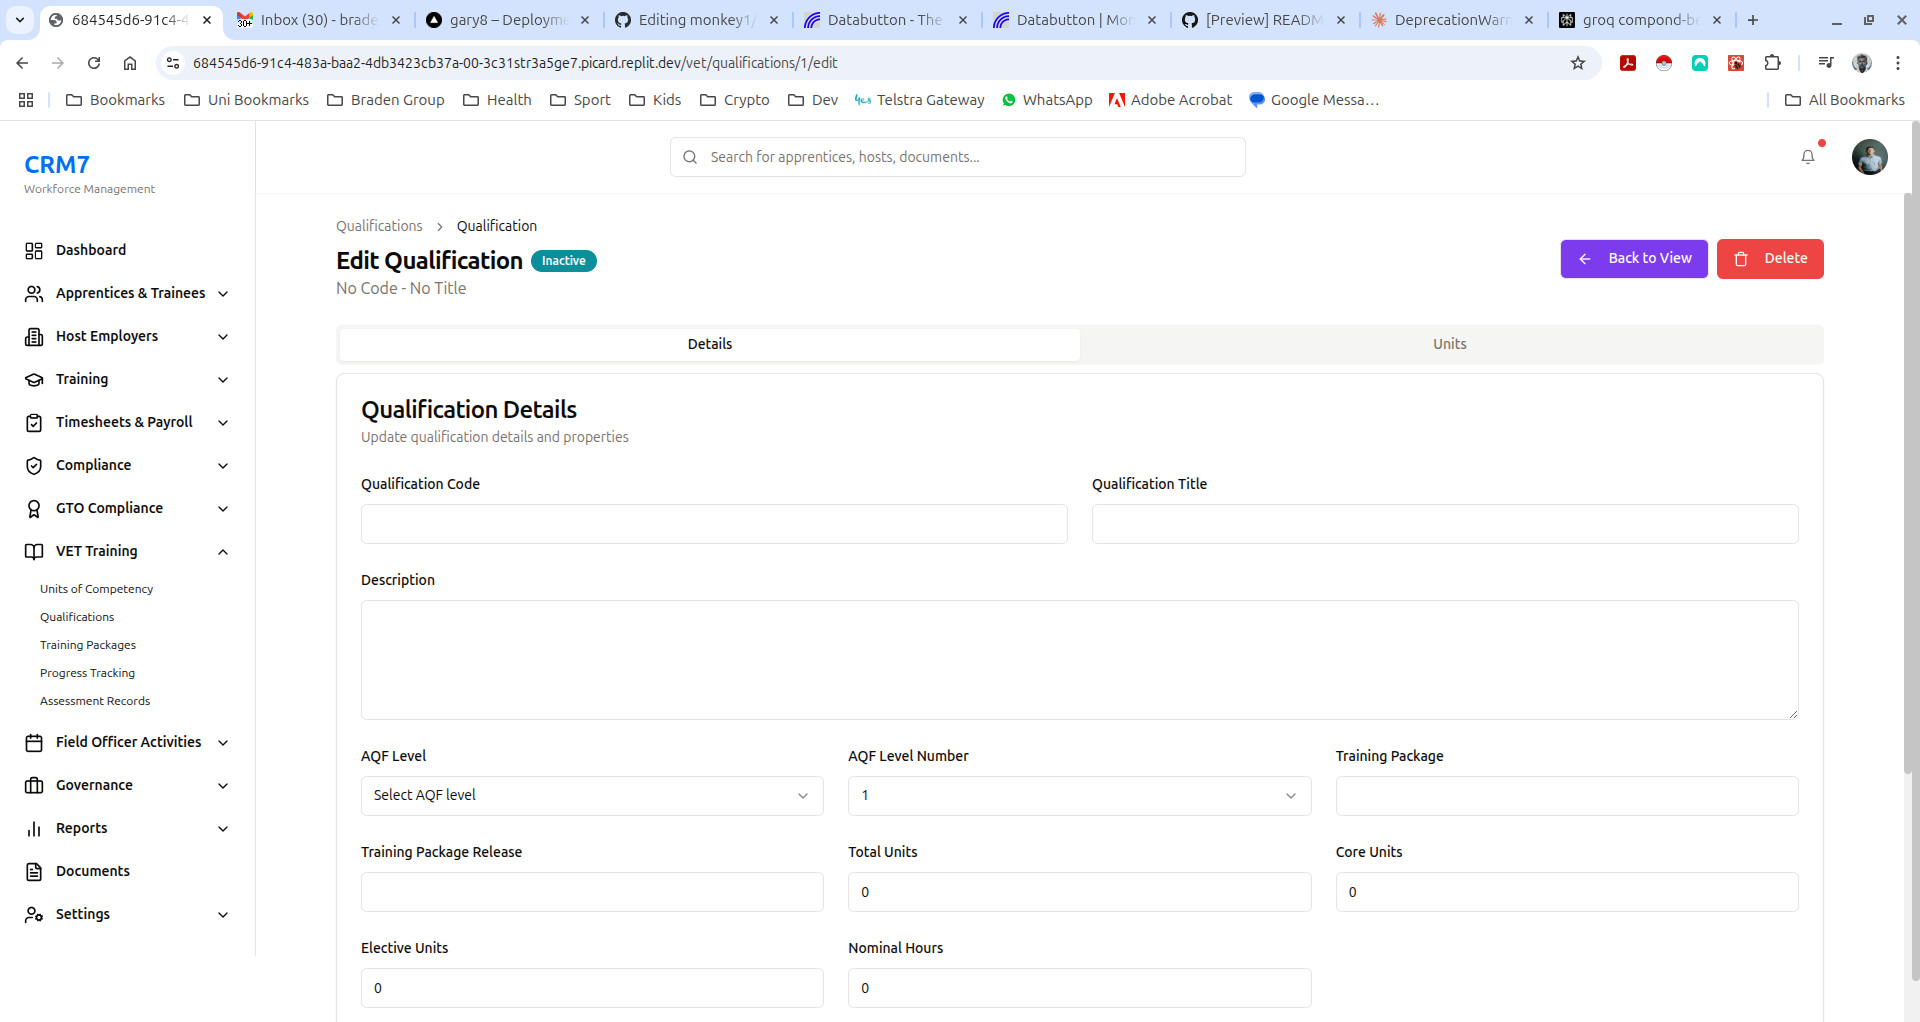 684545d6-91c4-4
Inbox (30) - brade
gary8 – Deployme
Editing monkey1/
Databutton - The
Databutton | Mon
[Preview] READM
DeprecationWarn
groq compond-be
684545d6-91c4-483a-baa2-4db3423cb37a-00-3c31str3a5ge7.picard.replit.dev/vet/qualifications/1/edit
Bookmarks
Uni Bookmarks
Braden Group
Health
Sport
Kids
Crypto
Dev
Telstra Gateway
WhatsApp
Adobe Acrobat
Google Messa…
All Bookmarks
CRM7
Workforce Management
Search for apprentices, hosts, documents...
Dashboard
Apprentices & Trainees
Host Employers
Training
Timesheets & Payroll
Compliance
GTO Compliance
VET Training
Units of Competency
Qualifications
Training Packages
Progress Tracking
Assessment Records
Field Officer Activities
Governance
Reports
Documents
Settings
Qualifications > Qualification
Edit Qualification
Inactive
No Code - No Title
Back to View
Delete
Details
Units
Qualification Details
Update qualification details and properties
Qualification Code
Qualification Title
Description
AQF Level
AQF Level Number
Training Package
Select AQF level
1
Training Package Release
Total Units
Core Units
0
0
Elective Units
Nominal Hours
0
0